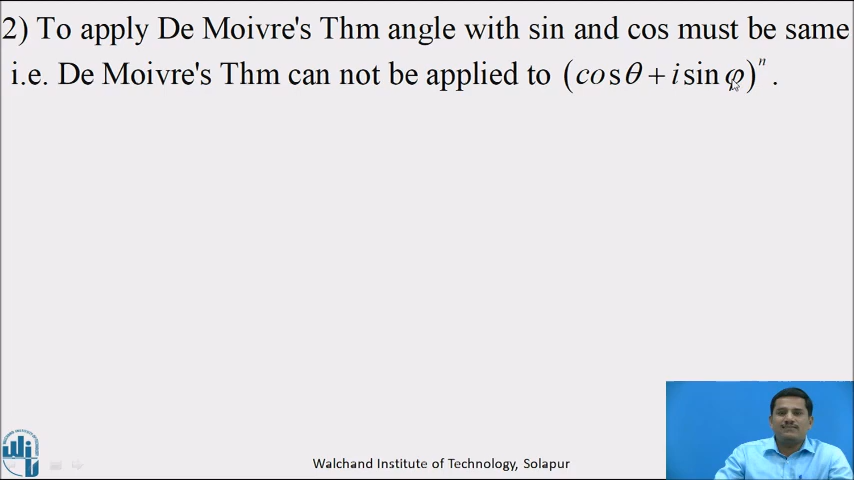 2) To apply De Moivre's Thm angle with sin and cos must be same
i.e. De Moivre's Thm can not be applied to (cosθ + i sin φ)ⁿ.
Walchand Institute of Technology, Solapur